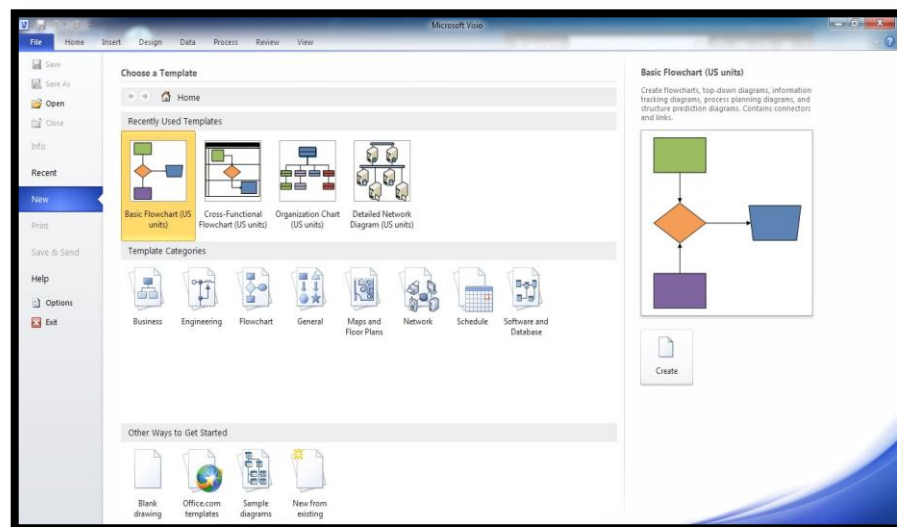 Microsoft Visio
File Home Insert Design Data Process Review View
Save
Save As
Open
Close
Info
Recent
New
Print
Save & Send
Help
Options
Exit
Choose a Template
Home
Recently Used Templates
Basic Flowchart (US
units)
Cross-Functional
Flowchart (US units)
Organization Chart
(US units)
Detailed Network
Diagram (US units)
Template Categories
Business
Engineering
Flowchart
General
Maps and
Floor Plans
Network
Schedule
Software and
Database
Other Ways to Get Started
Blank
drawing
Office.com
templates
Sample
diagrams
New from
existing
Basic Flowchart (US units)
Create flowcharts, top-down diagrams, information
tracking diagrams, process planning diagrams, and
structure prediction diagrams. Contains connectors
and links.
Create